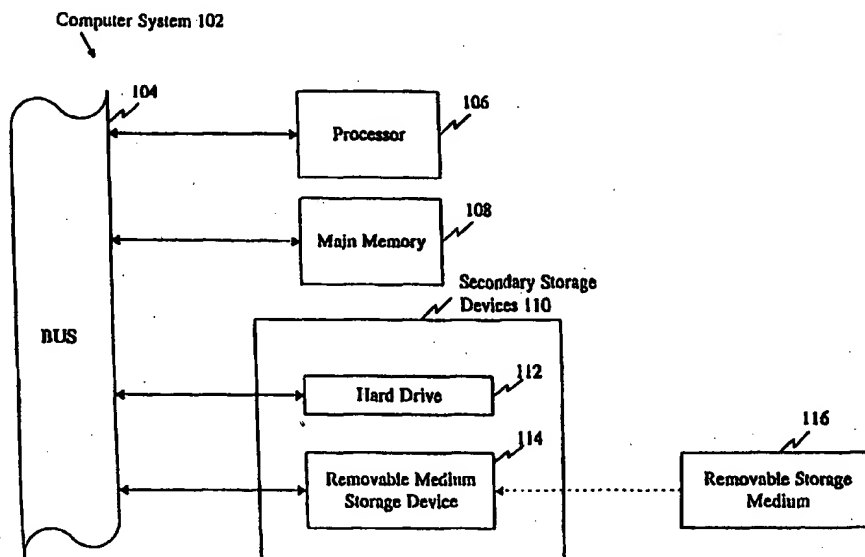 Computer System 102
104
106
Processor
108
Main Memory
Secondary Storage
Devices 110
BUS
112
Hard Drive
114
116
Removable Medium
Storage Device
Removable Storage
Medium